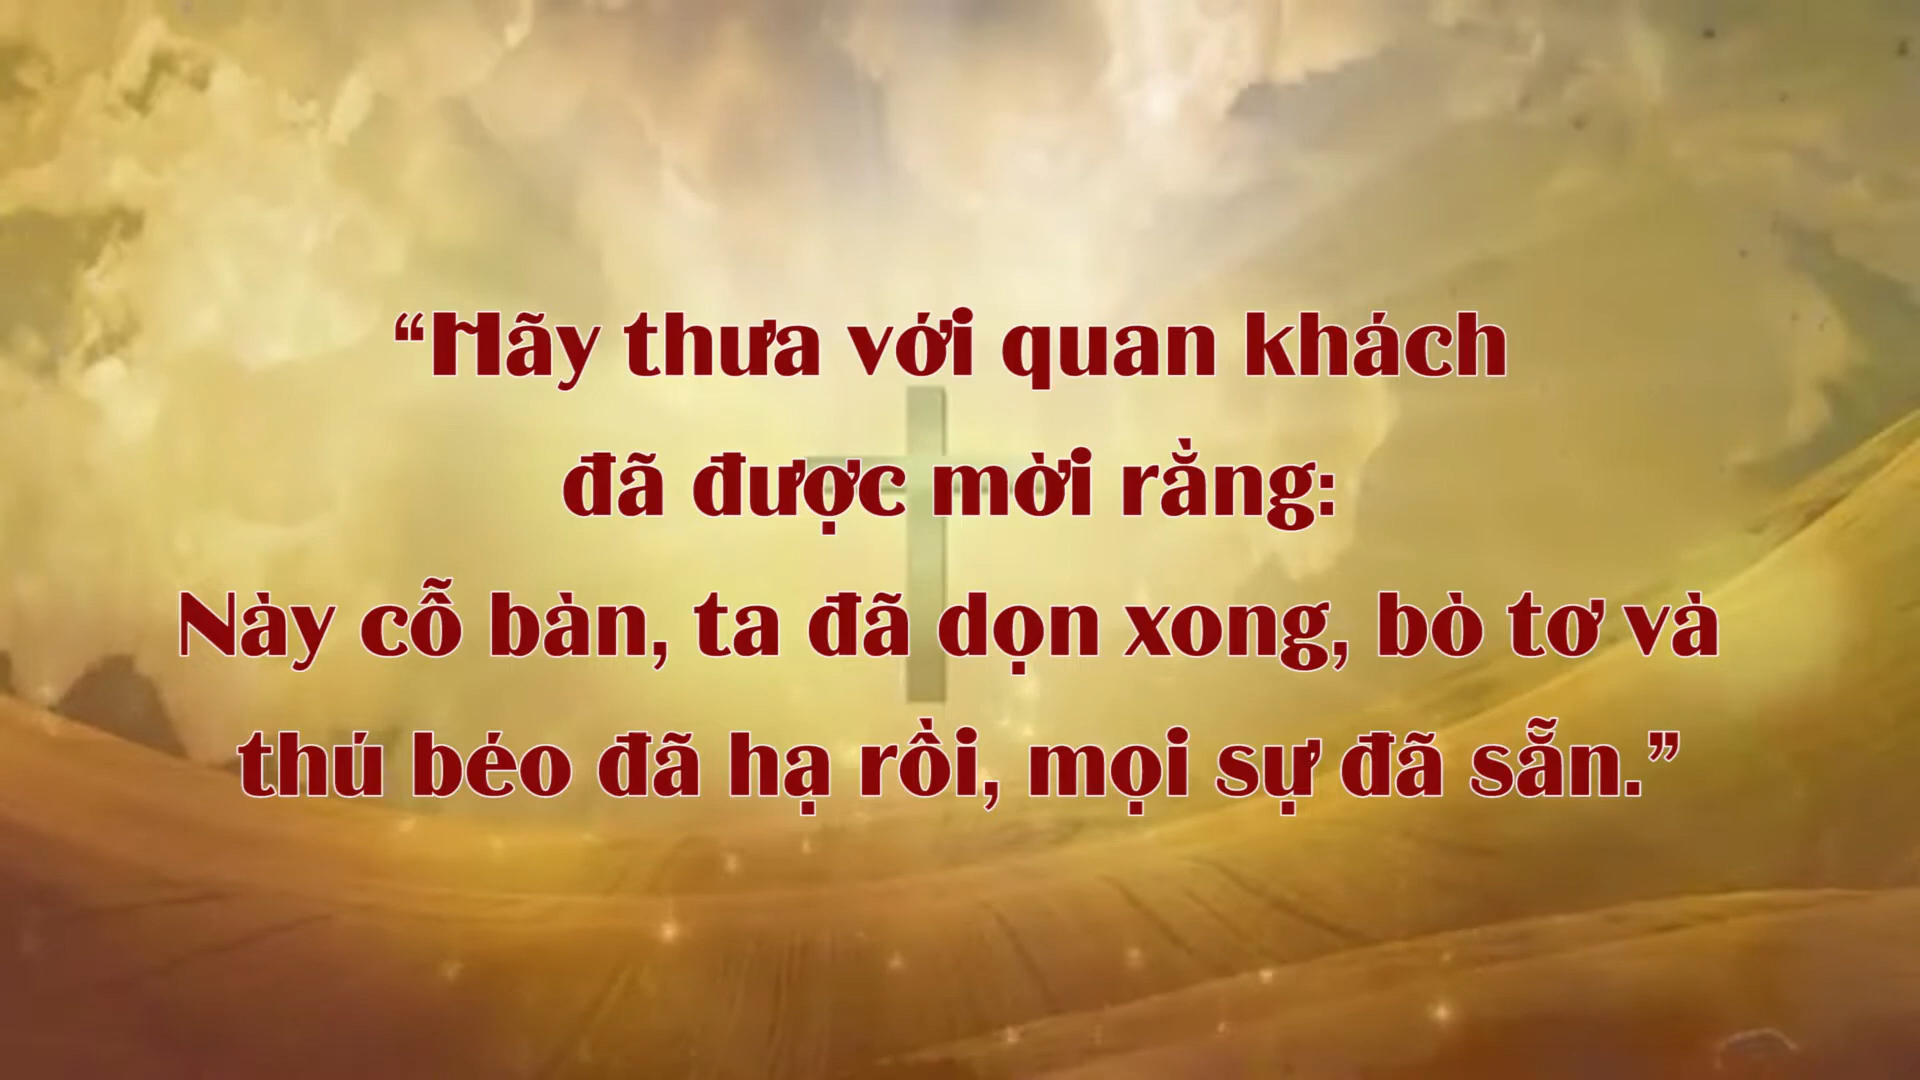 “Hãy thưa với quan khách
đã được mời rằng:
Này cỗ bàn, ta đã dọn xong, bò tơ và
thú béo đã hạ rồi, mọi sự đã sẵn.”